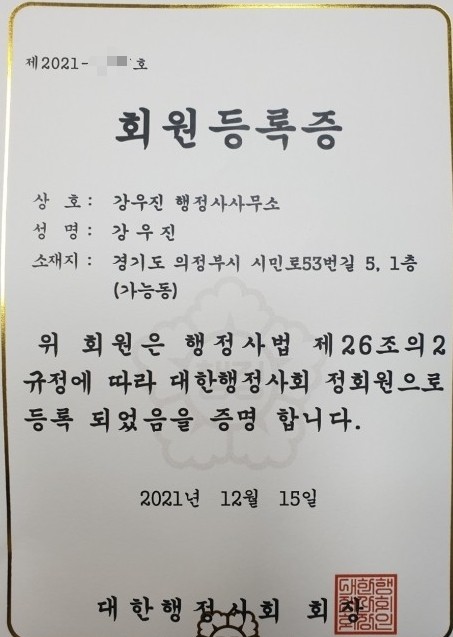 제2021- 호
회원등록증
상 호 : 강우진 행정사사무소
성 명 : 강 우 진
소재지 : 경기도 의정부시 시민로53번길 5, 1층
(가능동)
위 회원은 행정사법 제26조의2
규정에 따라 대한행정사회 정회원으로
등록 되었음을 증명 합니다.
2021년 12월 15일
대한행정사회 회장